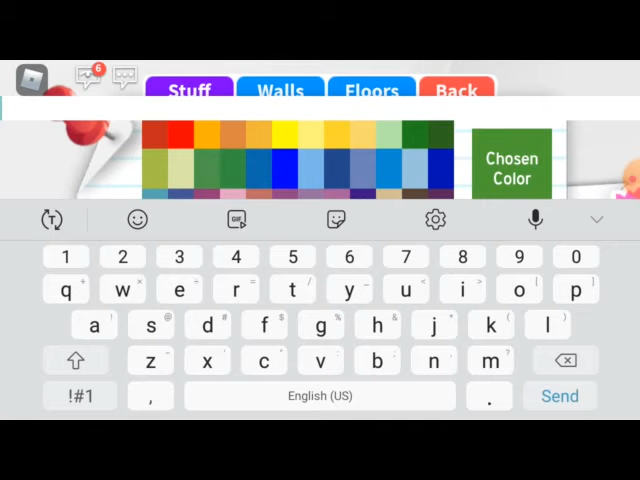 6
Stuff Walls Floors Back
Chosen
Color
T GIF
1 2 3 4 5 6 7 8 9 0
q w e r t y u i o p
a s d f g h j k l
z x c v b n m
!#1 , English (US) . Send